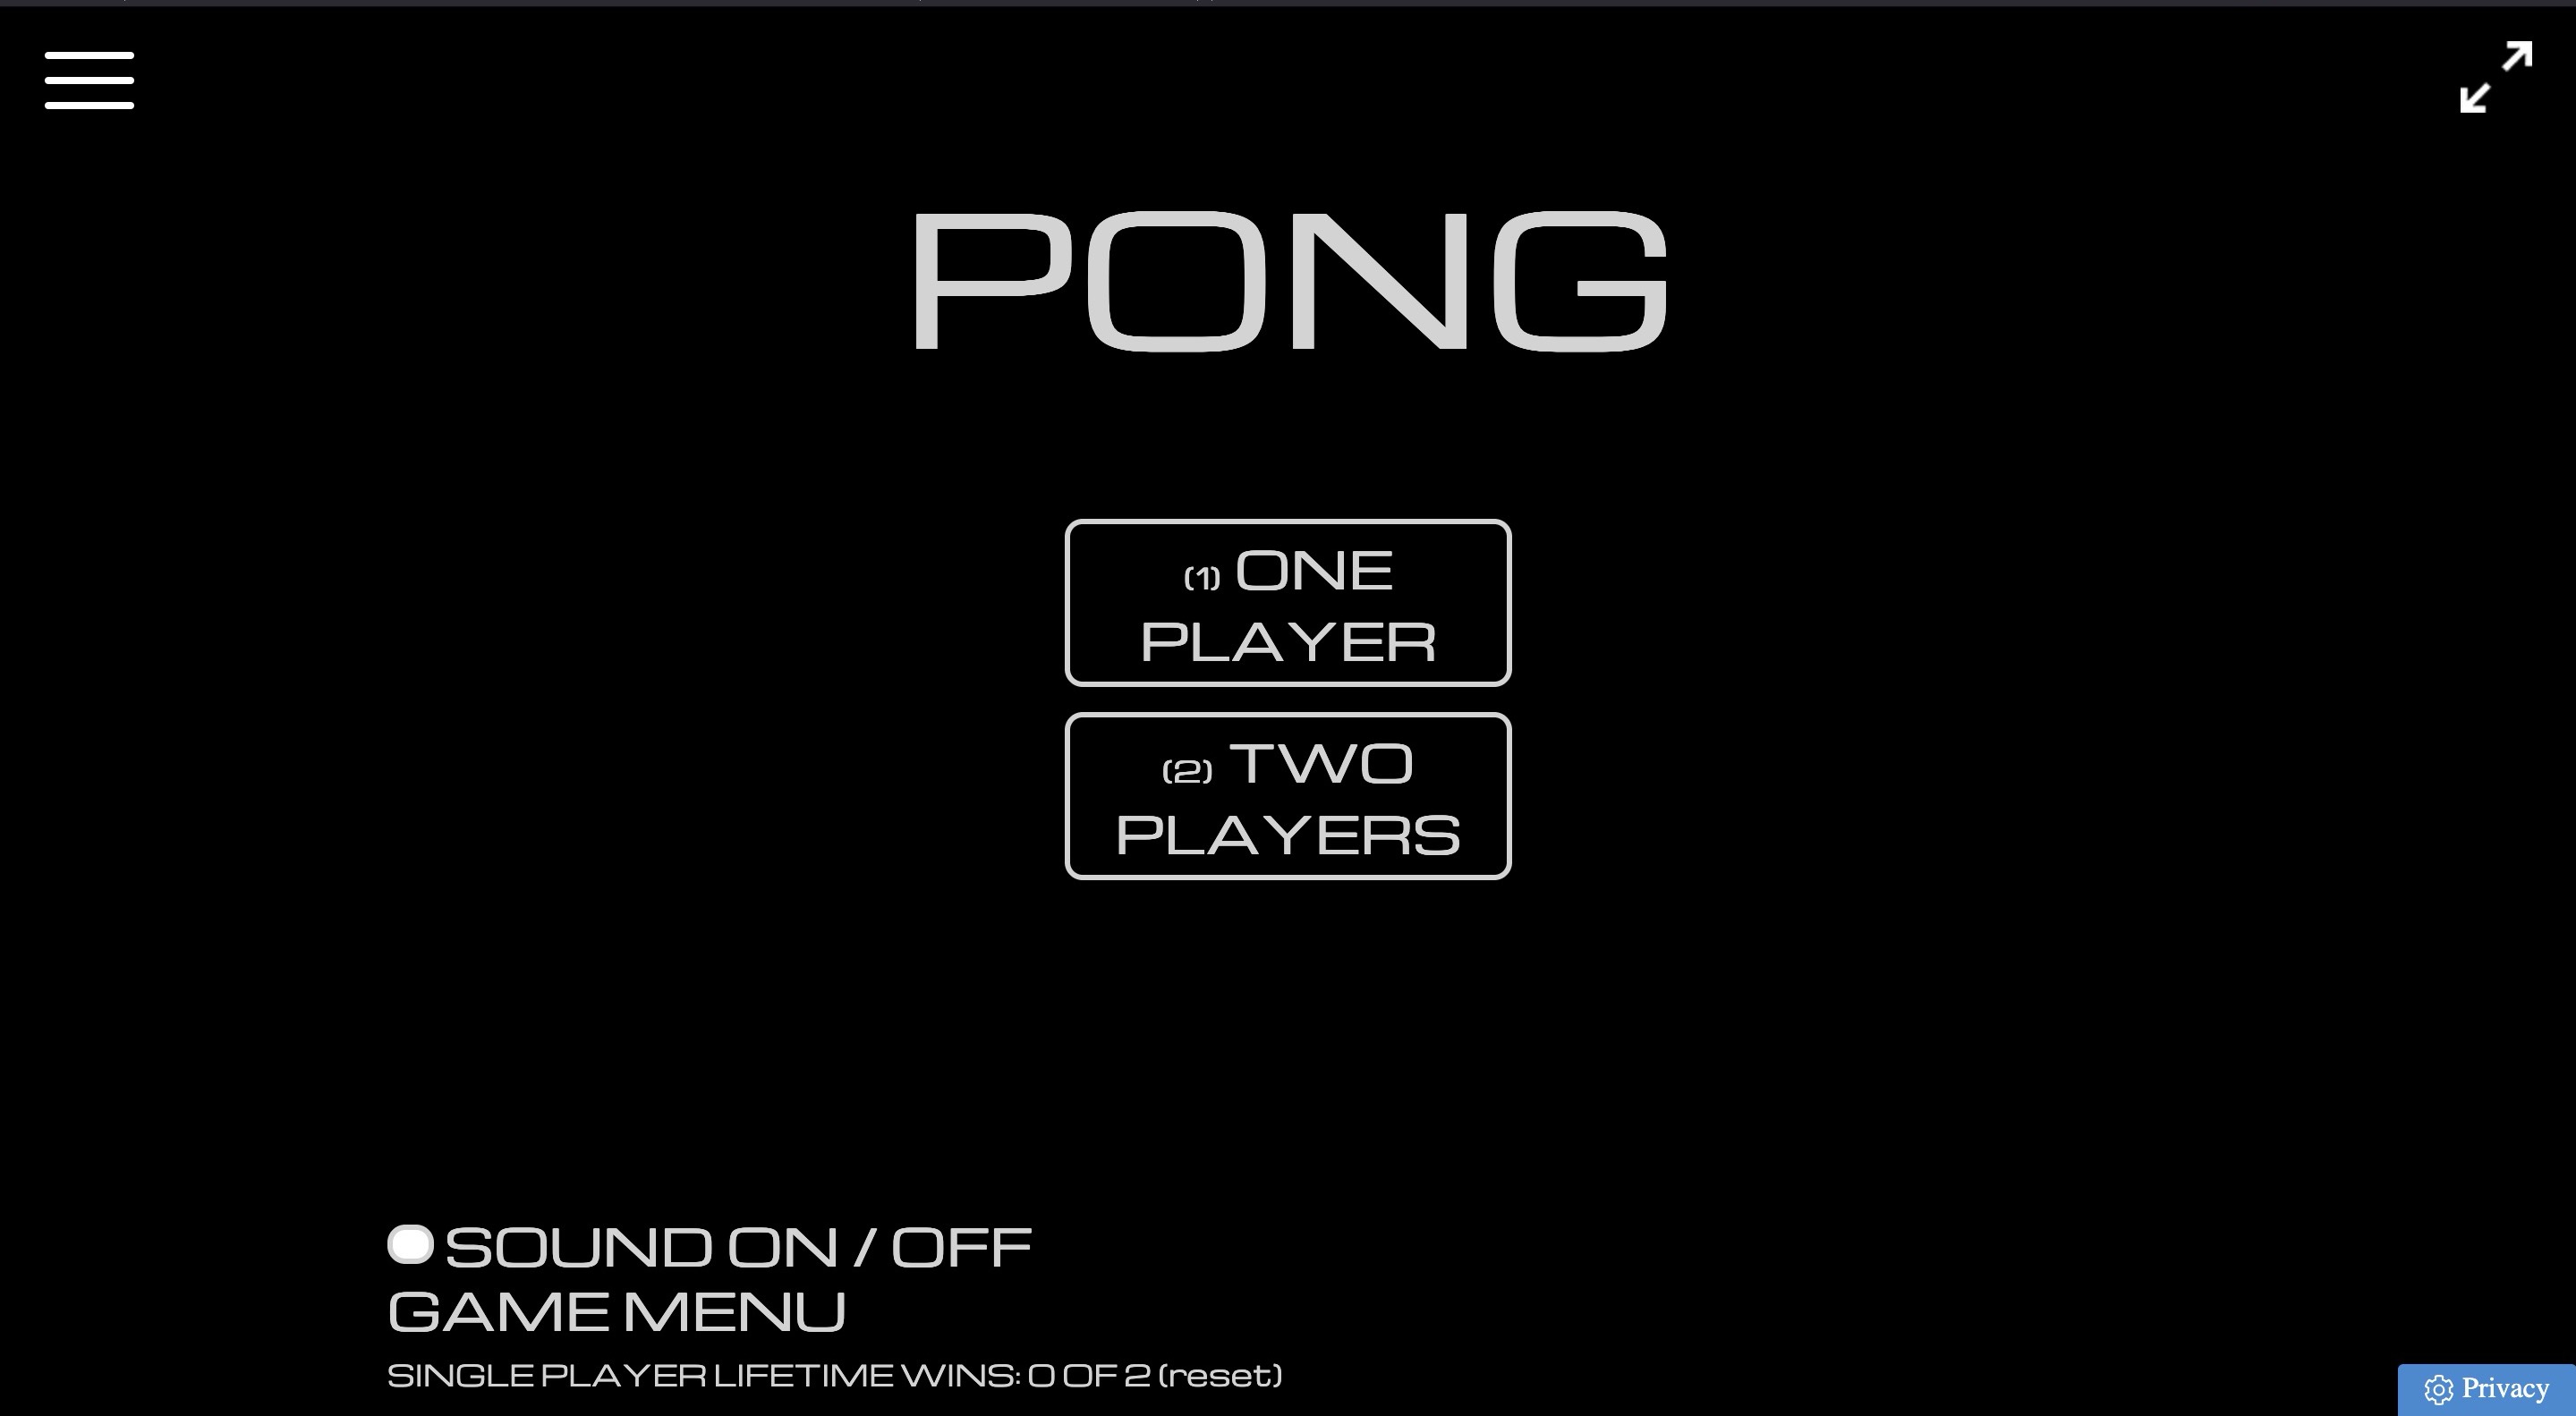 PONG
(1) ONE
PLAYER
(2) TWO
PLAYERS
SOUND ON / OFF
GAME MENU
SINGLE PLAYER LIFETIME WINS: 0 OF 2 (reset)
Privacy